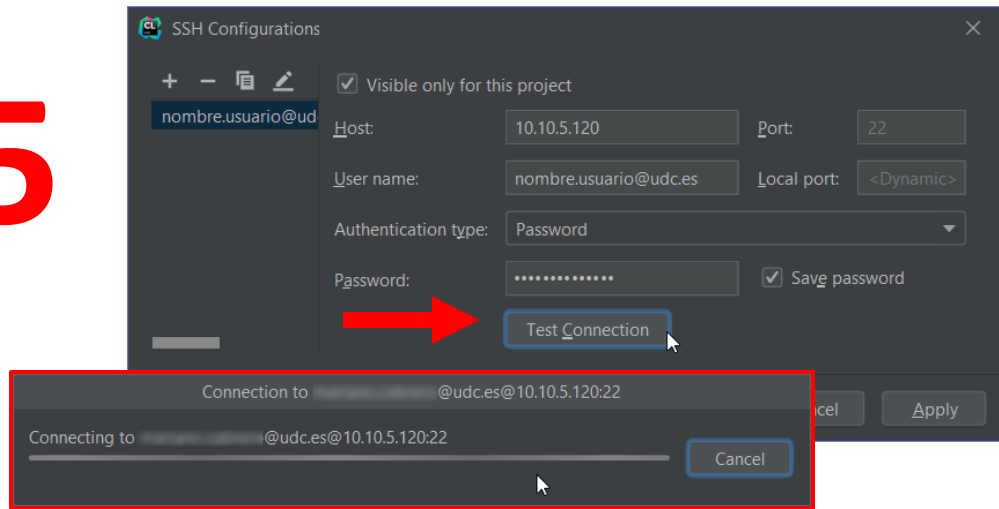 5
CL
SSH Configurations
Visible only for this project
nombre.usuario@ud
Host: 10.10.5.120 Port: 22
User name: nombre.usuario@udc.es Local port: <Dynamic>
Authentication type: Password
Password: •••••••••••••• Save password
Test Connection
Connection to @udc.es@10.10.5.120:22
ncel Apply
Connecting to @udc.es@10.10.5.120:22
Cancel